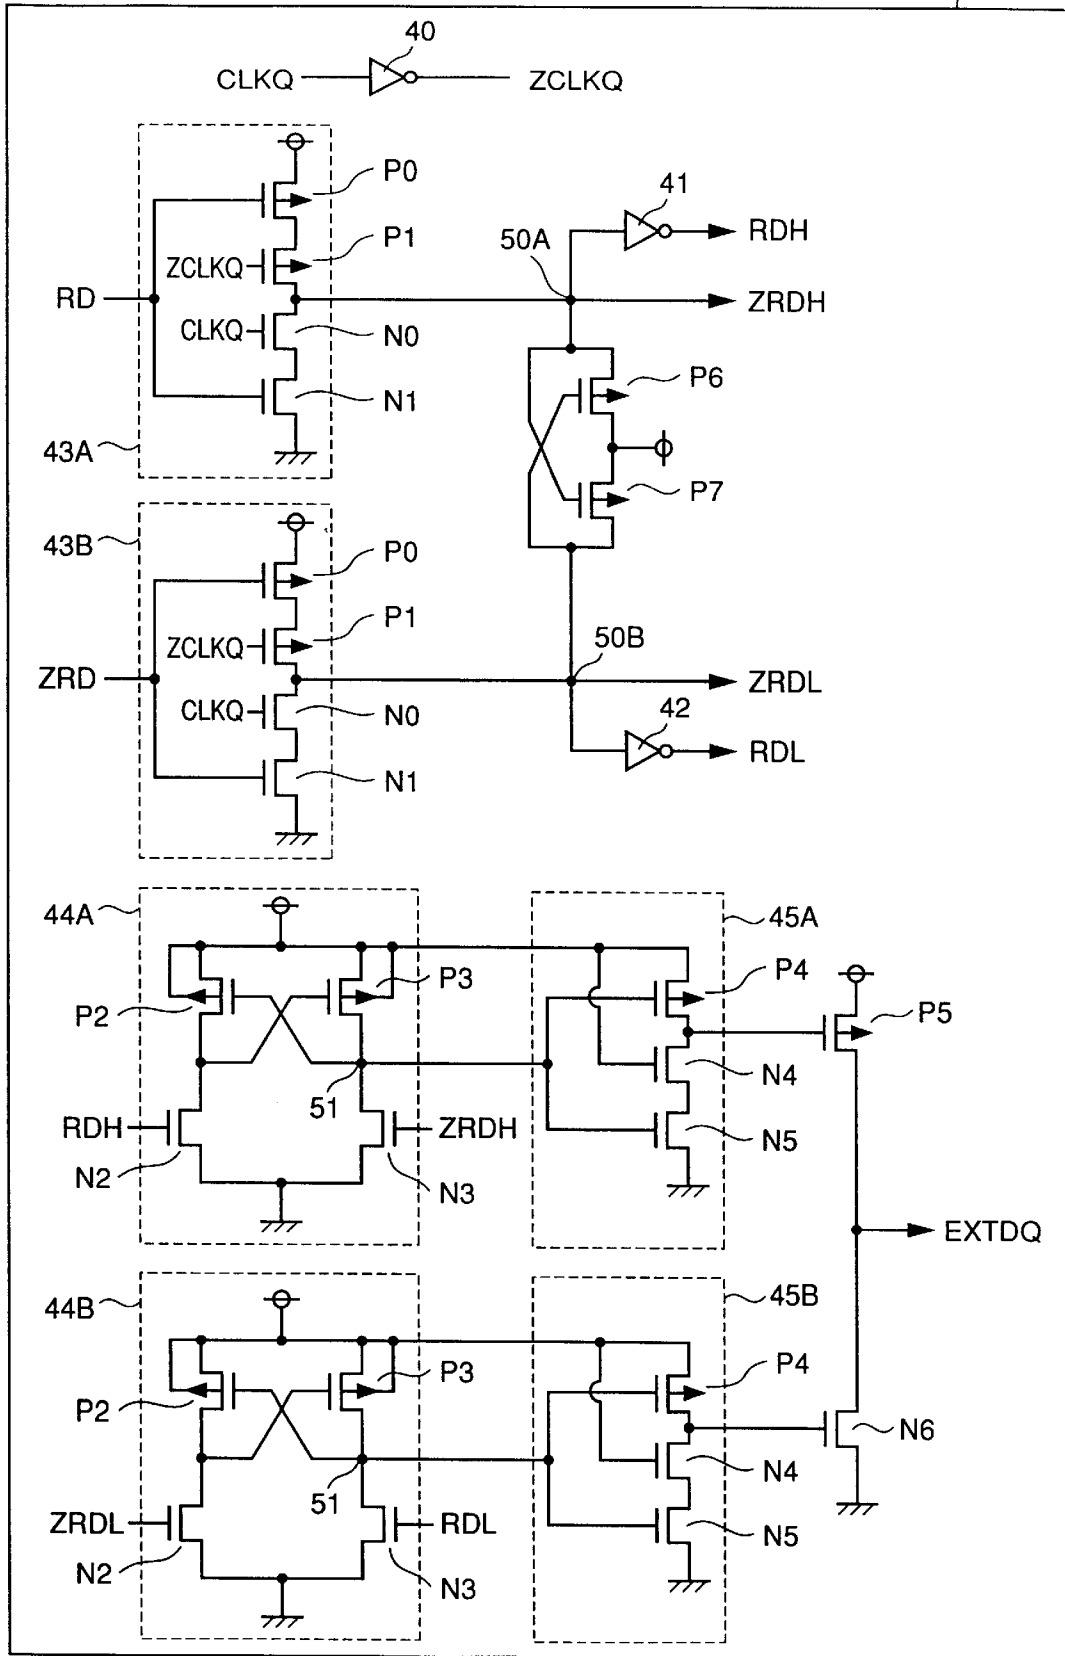 40
CLKQ ZCLKQ
P0
41
RDH
P1
50A
ZCLKQ
RD
ZRDH
CLKQ N0
P6
N1
43A
P7
43B
P0
P1
50B
ZCLKQ
ZRD
ZRDL
CLKQ N0
42
RDL
N1
44A
45A
P3
P4
P2
P5
N4
51
RDH ZRDH
N5
N2
N3
EXTDQ
44B
45B
P3
P4
P2
N6
N4
51
ZRDL RDL
N5
N2
N3